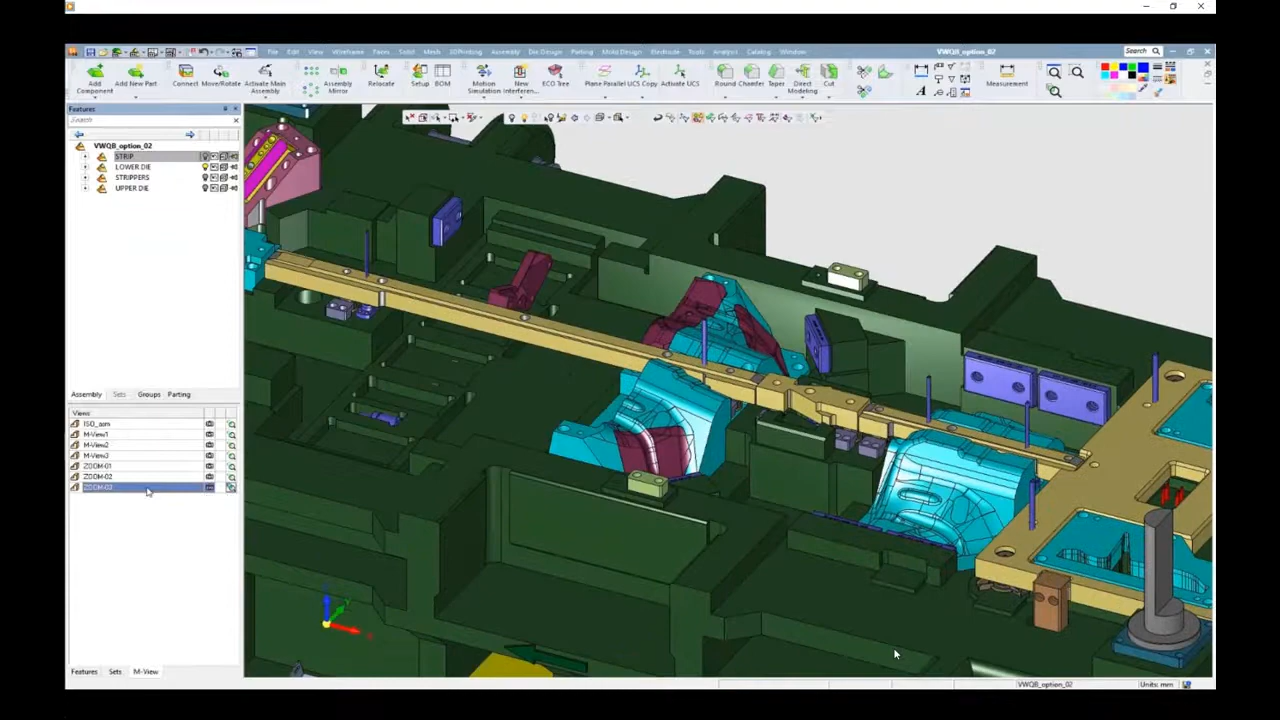 File Edit View Wireframe Faces Solid Mesh 3DPrinting Assembly Die Design Parting Mold Design Electrode Tools Analysis Catalog Window
VWQB_option_02
Search
Add Component
Add New Part
Connect
Move/Rotate
Activate Main Assembly
Assembly Mirror
Relocate
Setup
BOM
Motion Simulation
New Interferen...
ECO Tree
Plane Parallel
UCS Copy
Activate UCS
Round
Chamfer
Taper
Direct Modeling
Cut
Measurement
Features
Search
VWQB_option_02
STRIP
LOWER DIE
STRIPPERS
UPPER DIE
Assembly Sets Groups Parting
Views
ISO_asm
M-View1
M-View2
M-View3
ZOOM-01
ZOOM-02
ZOOM-03
Features Sets M-View
VWQB_option_02
Units: mm